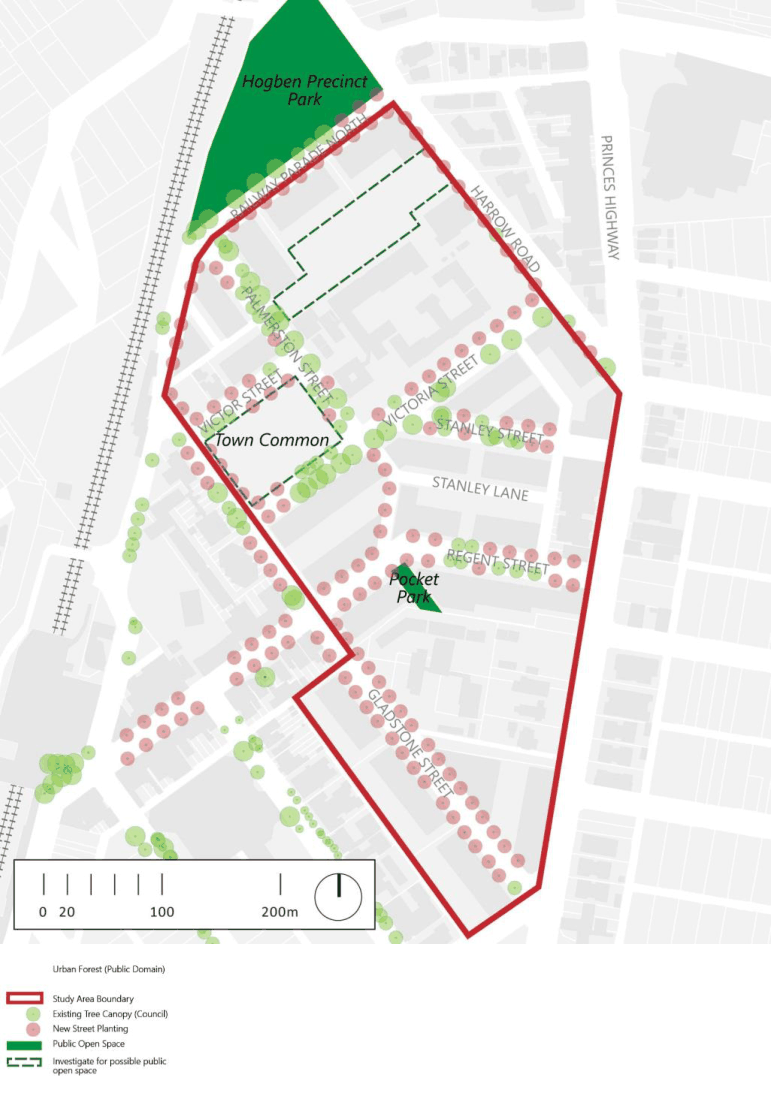 Hogben Precinct
Park
RAILWAY PARADE NORTH
PRINCES HIGHWAY
HARROW ROAD
PALMERSTON STREET
VICTOR STREET
VICTORIA STREET
STANLEY STREET
Town Common
STANLEY LANE
REGENT STREET
Pocket
Park
GLADSTONE STREET
0 20 100 200m
Urban Forest (Public Domain)
Study Area Boundary
Existing Tree Canopy (Council)
New Street Planting
Public Open Space
Investigate for possible public
open space